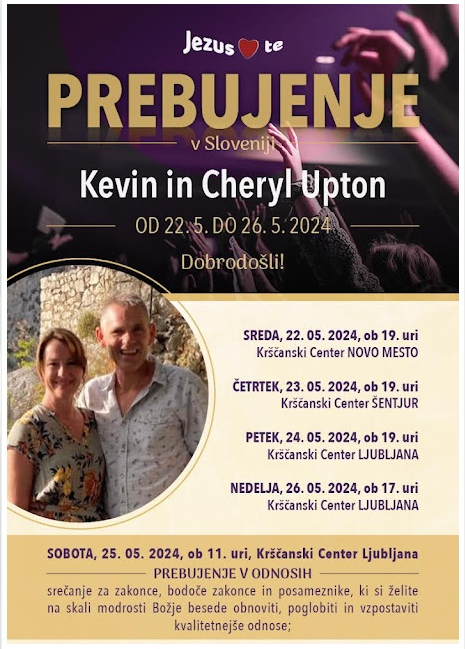 Jezus te
PREBUJENJE
v Sloveniji
Kevin in Cheryl Upton
OD 22. 5. DO 26. 5. 2024
Dobrodošli!
SREDA, 22. 05. 2024, ob 19. uri
Krščanski Center NOVO MESTO
ČETRTEK, 23. 05. 2024, ob 19. uri
Krščanski Center ŠENTJUR
PETEK, 24. 05. 2024, ob 19. uri
Krščanski Center LJUBLJANA
NEDELJA, 26. 05. 2024, ob 17. uri
Krščanski Center LJUBLJANA
SOBOTA, 25. 05. 2024, ob 11. uri, Krščanski Center Ljubljana
PREBUJENJE V ODNOSIH
srečanje za zakonce, bodoče zakonce in posameznike, ki si želite
na skali modrosti Božje besede obnoviti, poglobiti in vzpostaviti
kvalitetnejše odnose;